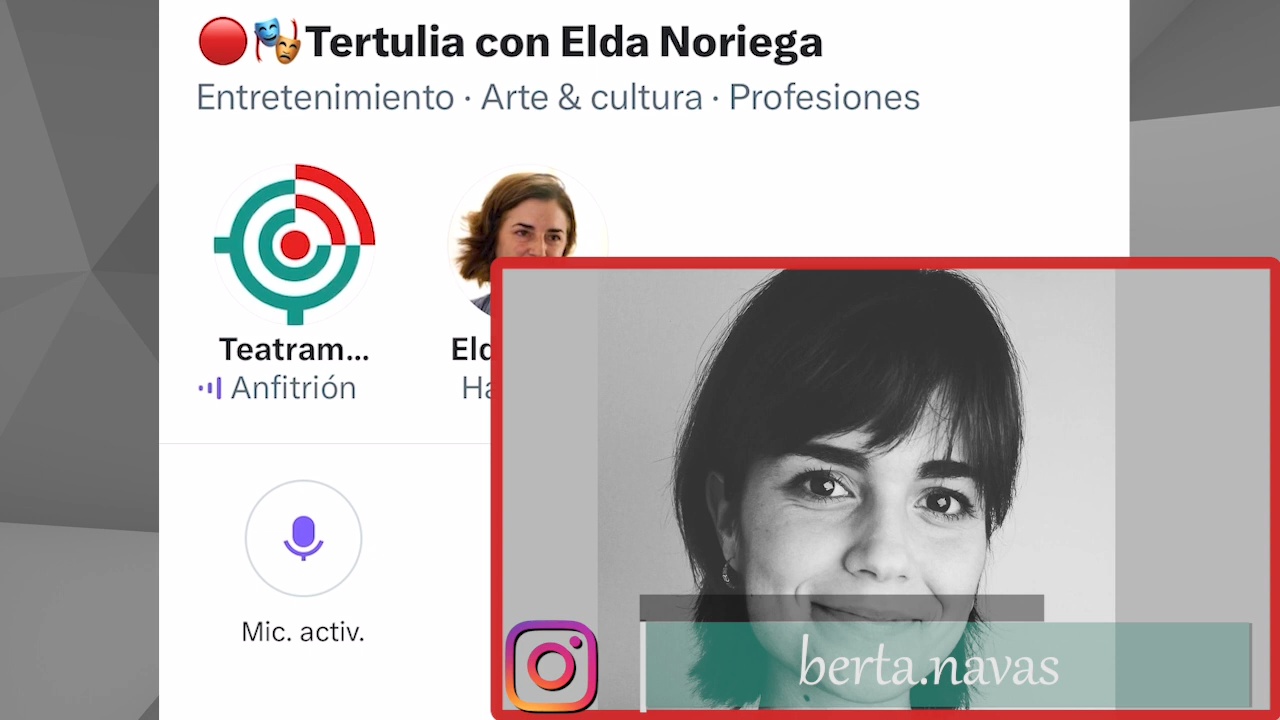 Tertulia con Elda Noriega
Entretenimiento · Arte & cultura · Profesiones
Teatram...
Anfitrión
Mic. activ.
berta.navas